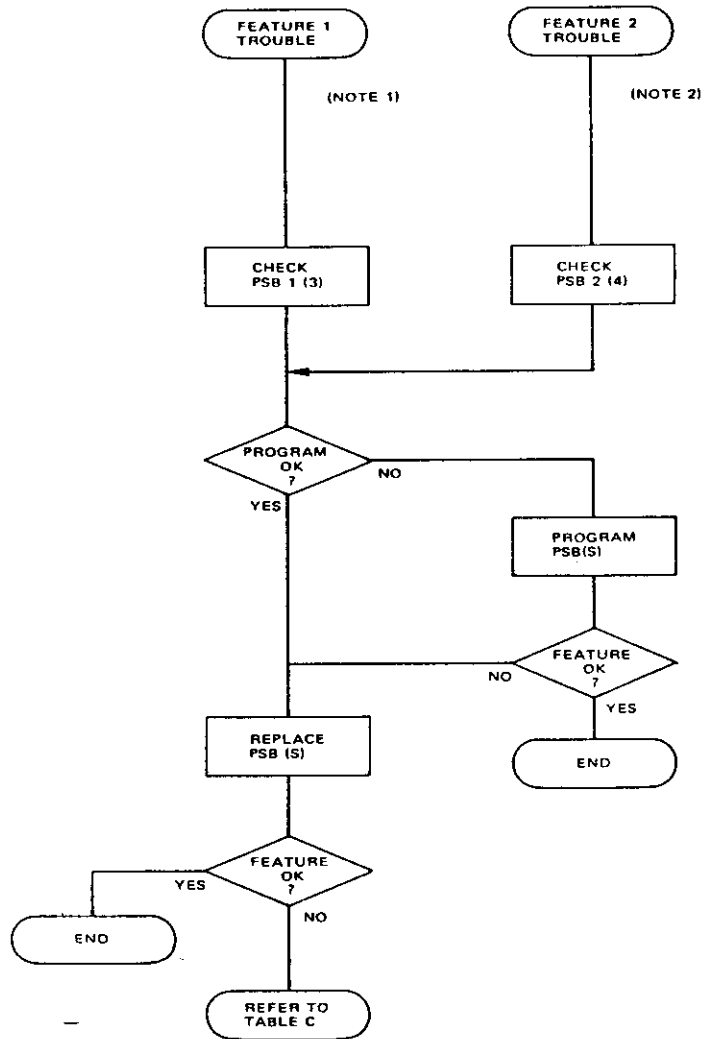 FEATURE 1
TROUBLE
FEATURE 2
TROUBLE
(NOTE 1)
(NOTE 2)
CHECK
PSB 1 (3)
CHECK
PSB 2 (4)
PROGRAM
OK
?
NO
YES
PROGRAM
PSB(S)
FEATURE
OK
?
NO
YES
REPLACE
PSB (S)
END
FEATURE
OK
?
YES
NO
END
REFER TO
TABLE C